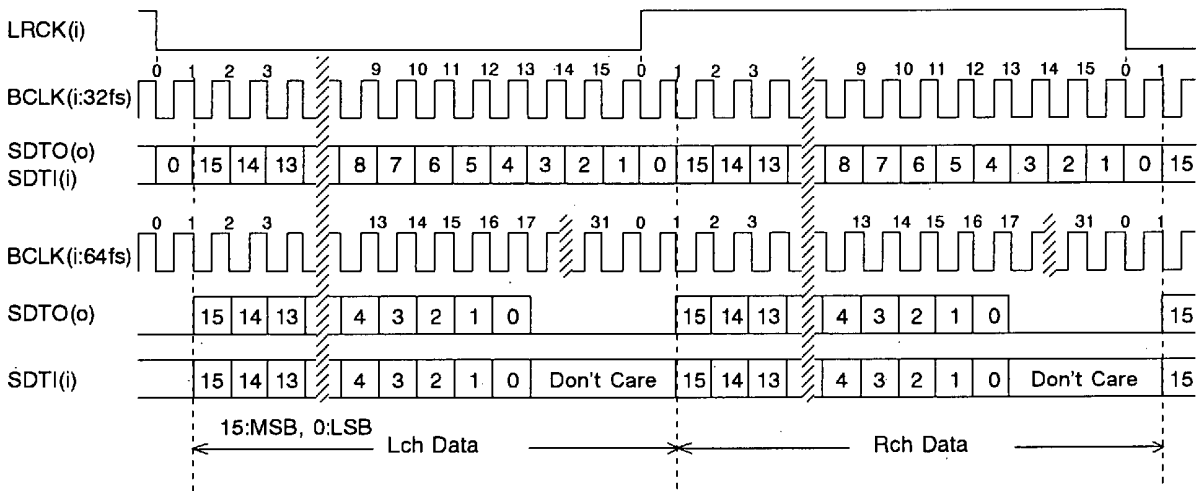 LRCK(i)
0 1 2 3 9 10 11 12 13 14 15 0 1 2 3 9 10 11 12 13 14 15 0 1
BCLK(i:32fs)
SDTO(o)
SDTI(i)
0 15 14 13 8 7 6 5 4 3 2 1 0 15 14 13 8 7 6 5 4 3 2 1 0 15
0 1 2 3 13 14 15 16 17 31 0 1 2 3 13 14 15 16 17 31 0 1
BCLK(i:64fs)
SDTO(o) 15 14 13 4 3 2 1 0 15 14 13 4 3 2 1 0 15
SDTI(i) 15 14 13 4 3 2 1 0 Don't Care 15 14 13 4 3 2 1 0 Don't Care 15
15:MSB, 0:LSB
Lch Data Rch Data